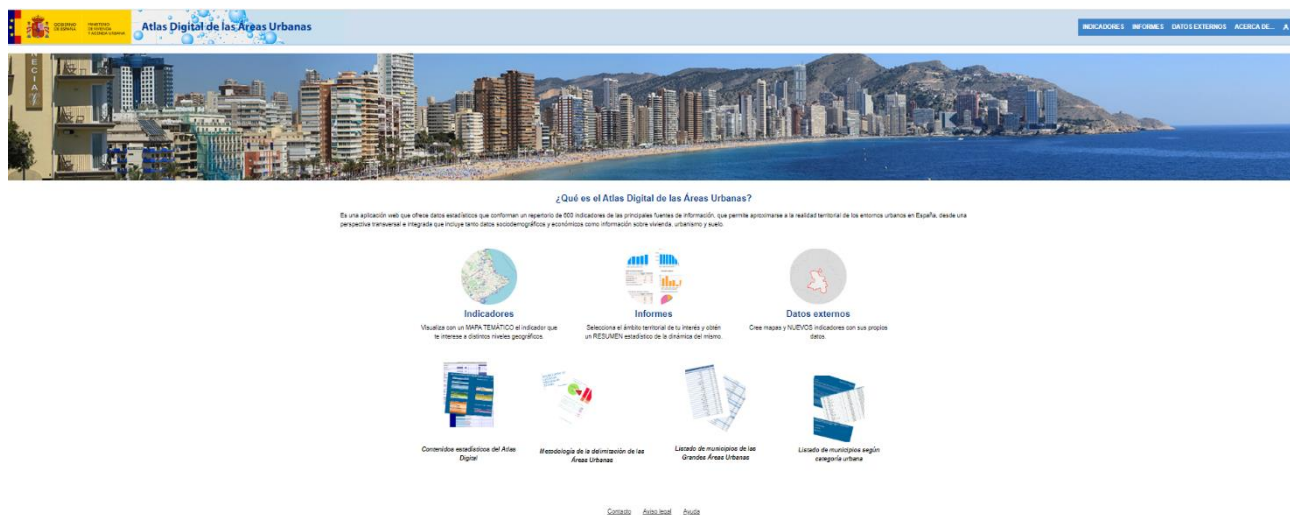 GOBIERNO
DE ESPAÑA
MINISTERIO
DE VIVIENDA
Y AGENDA URBANA
Atlas Digital de las Áreas Urbanas
INDICADORES INFORMES DATOS EXTERNOS ACERCA DE... A
NECIA
¿Qué es el Atlas Digital de las Áreas Urbanas?
Es una aplicación web que ofrece datos estadísticos que conforman un repertorio de 600 indicadores de las principales fuentes de información, que permite aproximarse a la realidad territorial de los entornos urbanos en España, desde una
perspectiva transversal e integrada que incluye tanto datos sociodemográficos y económicos como información sobre vivienda, urbanismo y suelo.
Indicadores
Visualiza con un MAPA TEMÁTICO el indicador que
te interese a distintos niveles geográficos.
Informes
Selecciona el ámbito territorial de tu interés y obtén
un RESUMEN estadístico de la dinámica del mismo.
Datos externos
Cree mapas y NUEVOS indicadores con sus propios
datos.
Contenidos estadísticos del Atlas
Digital
Metodología de la delimitación de las
Áreas Urbanas
Listado de municipios de las
Grandes Áreas Urbanas
Listado de municipios según
categoría urbana
Contacto Aviso legal Ayuda